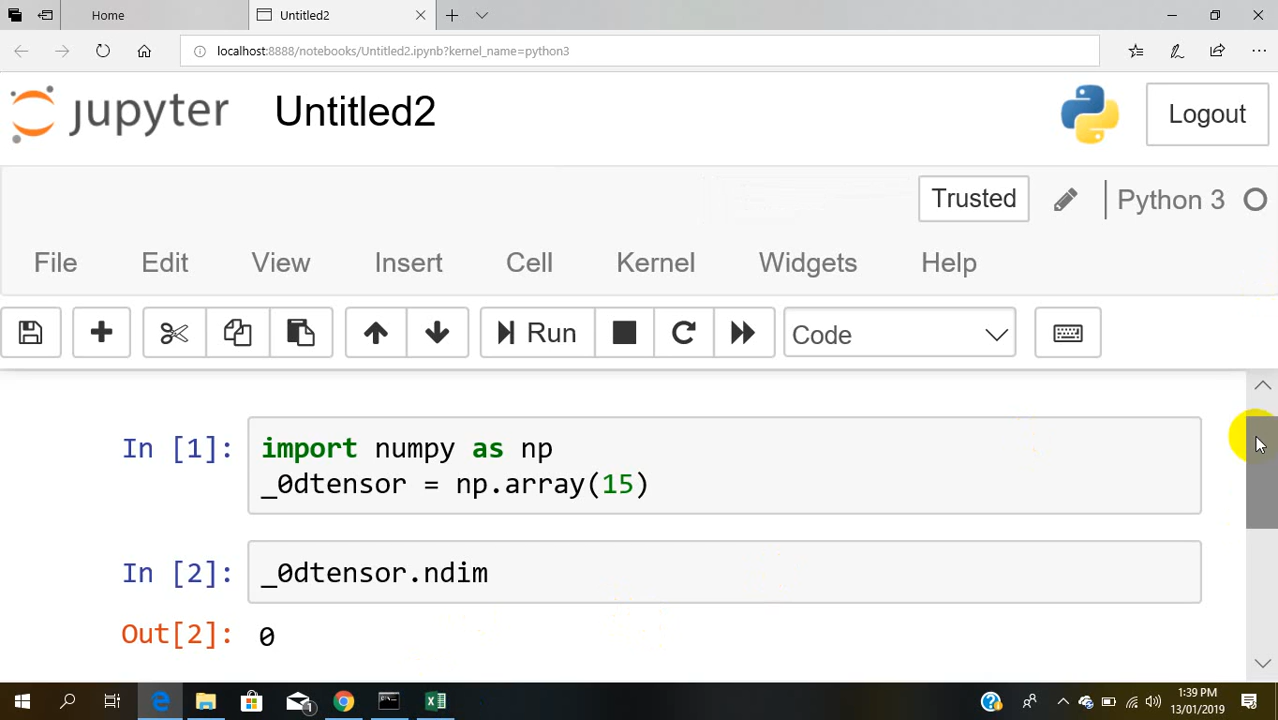 Home
Untitled2
localhost:8888/notebooks/Untitled2.ipynb?kernel_name=python3
jupyter
Untitled2
Logout
Trusted
Python 3
File Edit View Insert Cell Kernel Widgets Help
Run
Code
In [1]: import numpy as np
_0dtensor = np.array(15)
In [2]: _0dtensor.ndim
Out[2]: 0
1
1:39 PM
13/01/2019